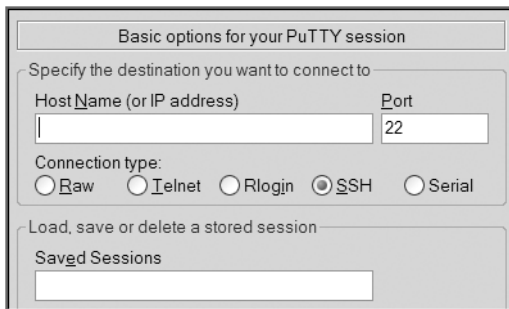 Basic options for your PuTTY session
Specify the destination you want to connect to
Host Name (or IP address) Port
22
Connection type:
Raw Telnet Rlogin SSH Serial
Load, save or delete a stored session
Saved Sessions